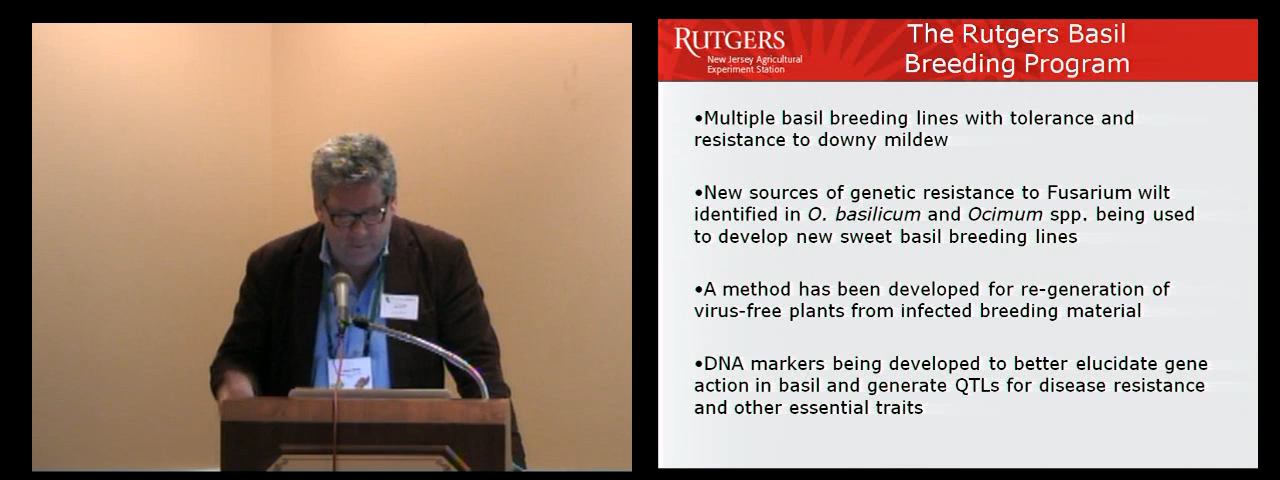 RUTGERS
New Jersey Agricultural
Experiment Station
The Rutgers Basil
Breeding Program
•Multiple basil breeding lines with tolerance and
resistance to downy mildew
•New sources of genetic resistance to Fusarium wilt
identified in O. basilicum and Ocimum spp. being used
to develop new sweet basil breeding lines
•A method has been developed for re-generation of
virus-free plants from infected breeding material
•DNA markers being developed to better elucidate gene
action in basil and generate QTLs for disease resistance
and other essential traits